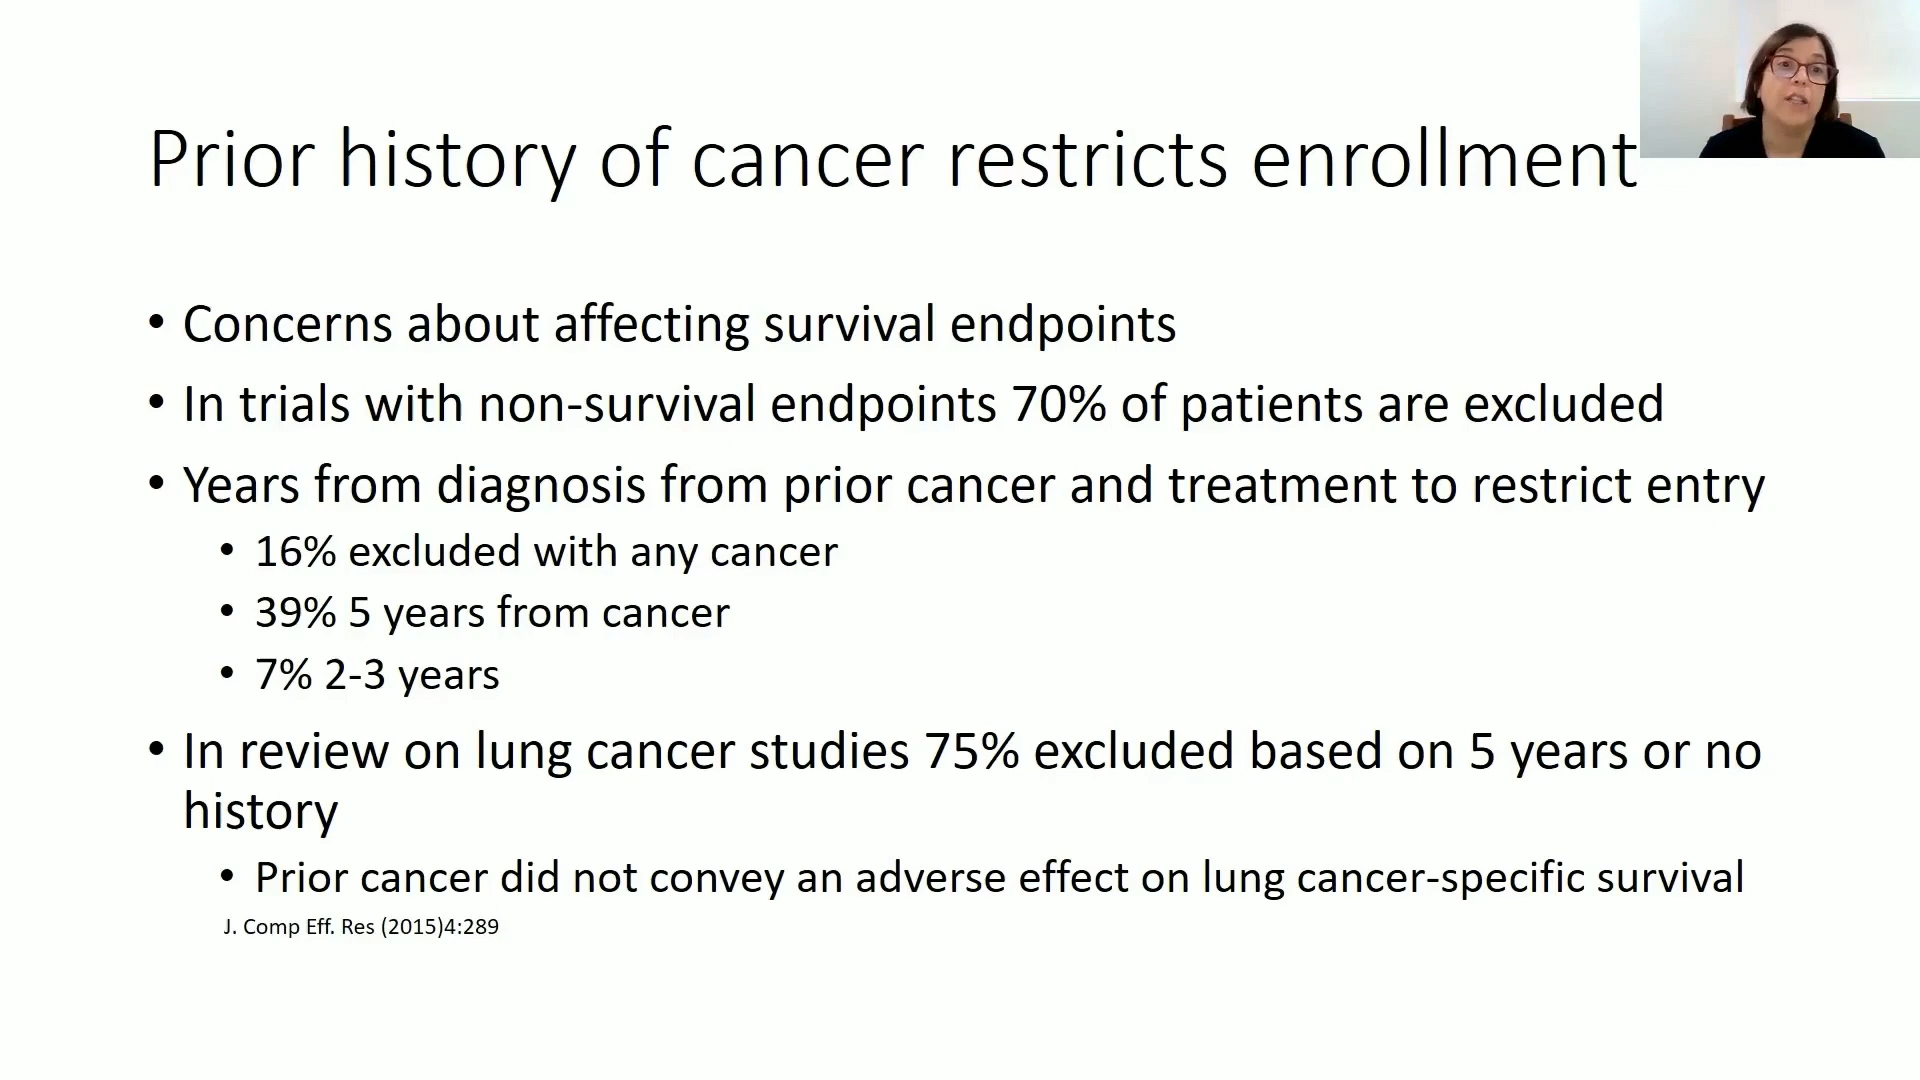 Prior history of cancer restricts enrollment
• Concerns about affecting survival endpoints
• In trials with non-survival endpoints 70% of patients are excluded
• Years from diagnosis from prior cancer and treatment to restrict entry
• 16% excluded with any cancer
• 39% 5 years from cancer
• 7% 2-3 years
• In review on lung cancer studies 75% excluded based on 5 years or no
history
• Prior cancer did not convey an adverse effect on lung cancer-specific survival
J. Comp Eff. Res (2015)4:289